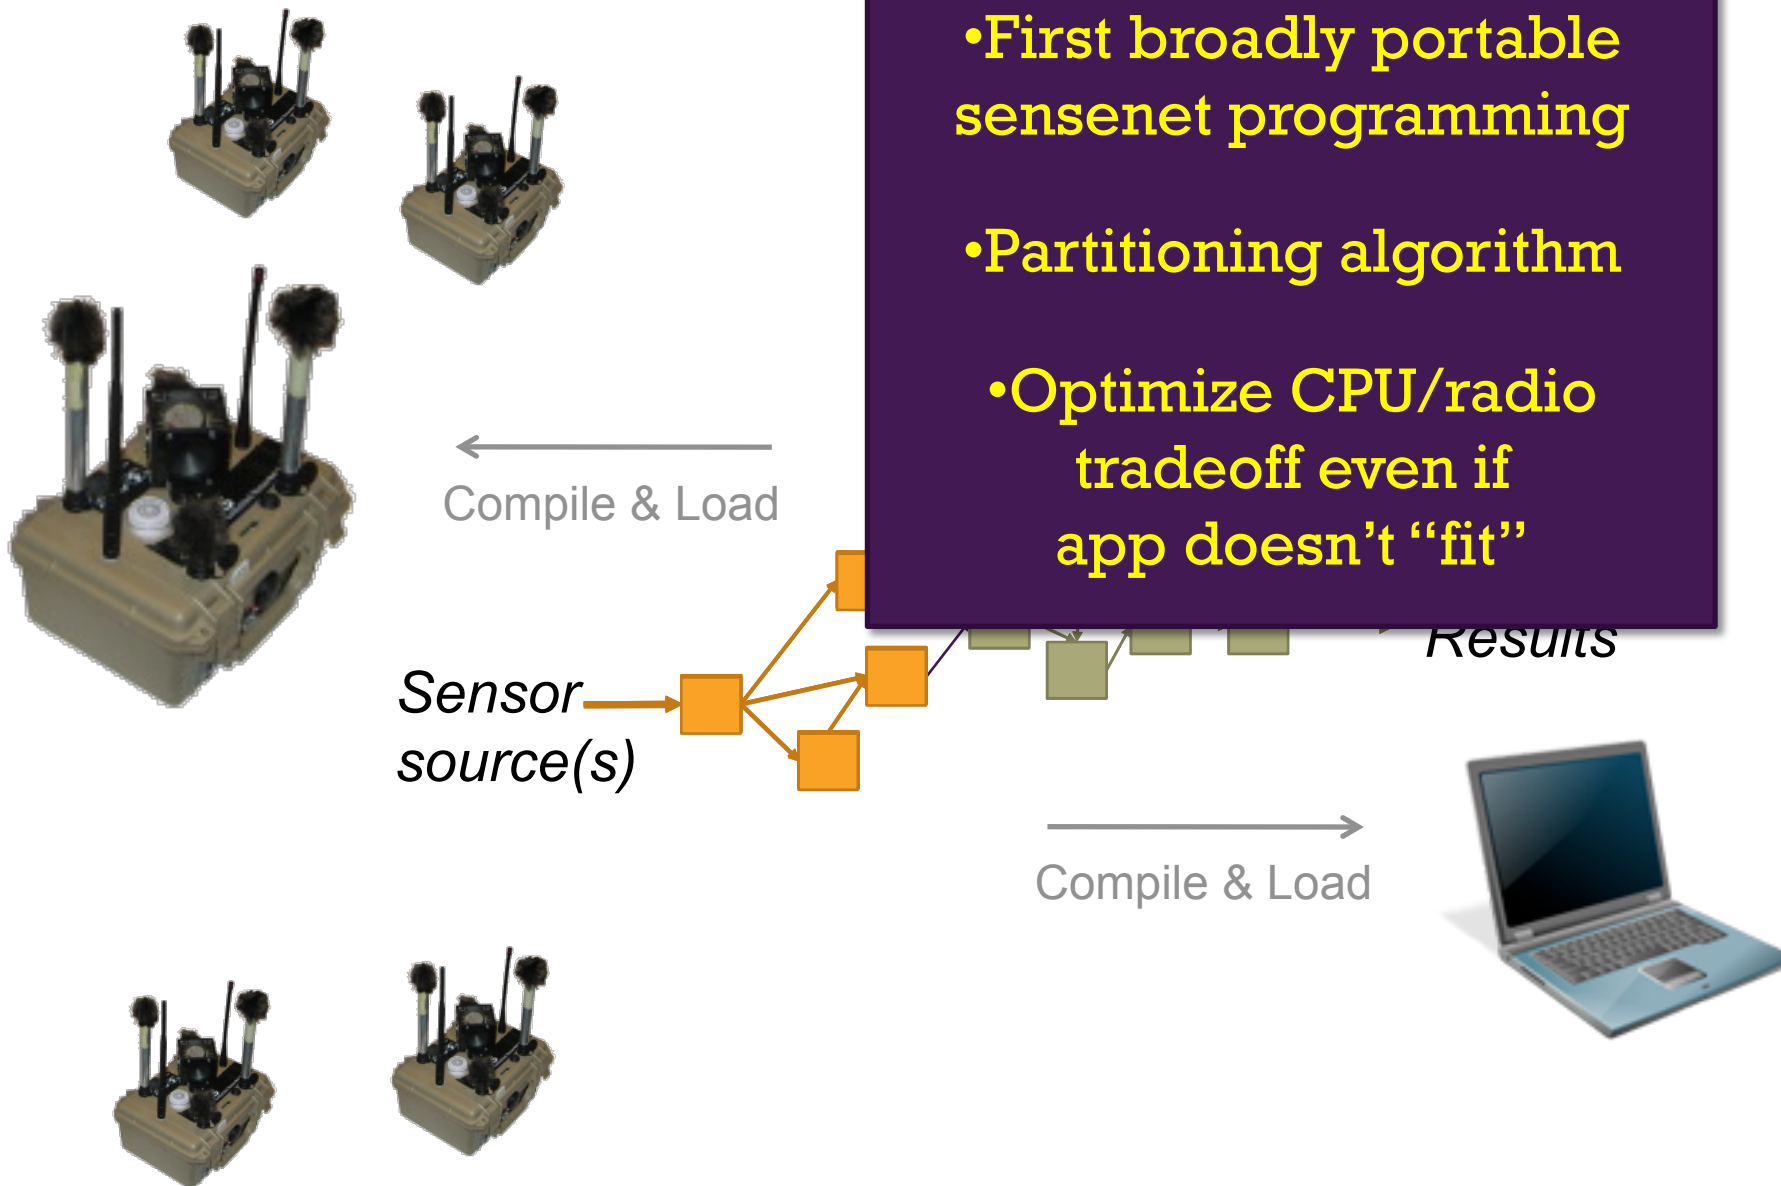 •First broadly portable
sensenet programming
•Partitioning algorithm
•Optimize CPU/radio
tradeoff even if
app doesn’t “fit”
Compile & Load
Results
Sensor
source(s)
Compile & Load